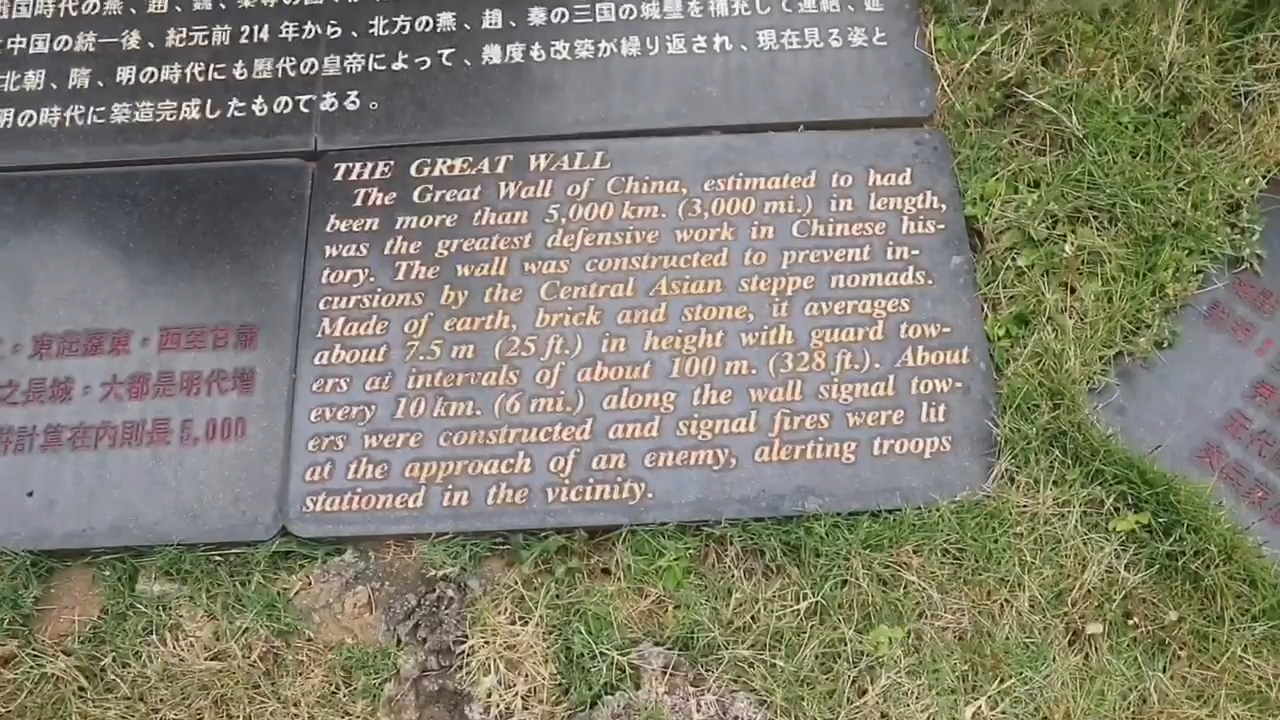 戦国時代の燕、趙、魏、
中国の統一後、紀元前 214 年から、北方の燕、趙、秦の三国の城壁を補充して連結、延
北朝、隋、明の時代にも歴代の皇帝によって、幾度も改築が繰り返され、現在見る姿と
明の時代に築造完成したものである。
THE GREAT WALL
The Great Wall of China, estimated to had
been more than 5,000 km. (3,000 mi.) in length,
was the greatest defensive work in Chinese his-
tory. The wall was constructed to prevent in-
cursions by the Central Asian steppe nomads.
Made of earth, brick and stone, it averages
about 7.5 m (25 ft.) in height with guard tow-
ers at intervals of about 100 m. (328 ft.). About
every 10 km. (6 mi.) along the wall signal tow-
ers were constructed and signal fires were lit
at the approach of an enemy, alerting troops
stationed in the vicinity.
。東起遼東。西至甘肅
之長城。大都是明代增
計算在內則長 5,000
元代